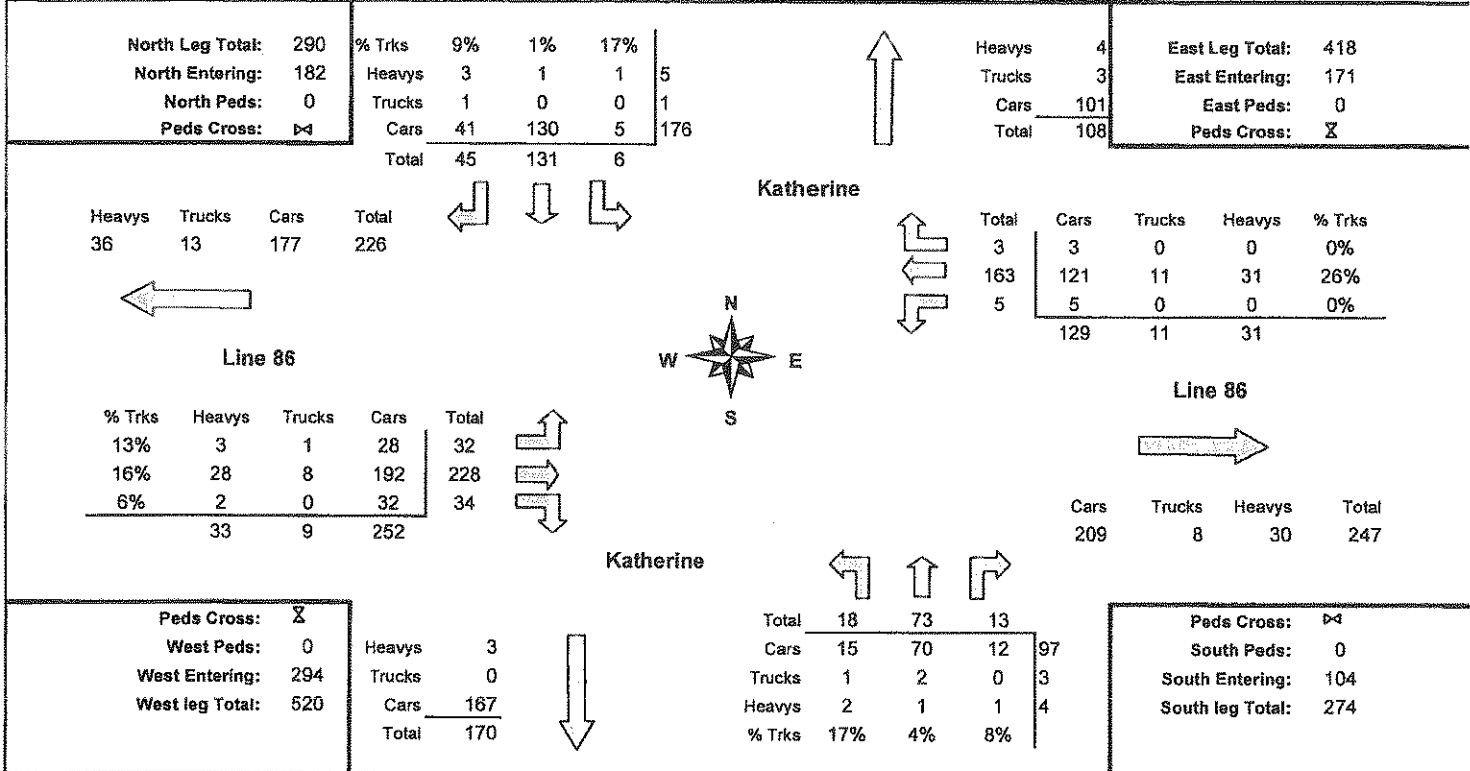 North Leg Total: 290
North Entering: 182
North Peds: 0
Peds Cross: ⋈
% Trks 9% 1% 17%
Heavys 3 1 1 5
Trucks 1 0 0 1
Cars 41 130 5 176
Total 45 131 6
Heavys 4
Trucks 3
Cars 101
Total 108
East Leg Total: 418
East Entering: 171
East Peds: 0
Peds Cross: ⧖
Katherine
Heavys Trucks Cars Total
36 13 177 226
Total Cars Trucks Heavys % Trks
3 3 0 0 0%
163 121 11 31 26%
5 5 0 0 0%
129 11 31
Line 86
N
W E
S
Line 86
% Trks Heavys Trucks Cars Total
13% 3 1 28 32
16% 28 8 192 228
6% 2 0 32 34
33 9 252
Cars Trucks Heavys Total
209 8 30 247
Katherine
Peds Cross: ⧖
West Peds: 0
West Entering: 294
West leg Total: 520
Heavys 3
Trucks 0
Cars 167
Total 170
Total 18 73 13
Cars 15 70 12 97
Trucks 1 2 0 3
Heavys 2 1 1 4
% Trks 17% 4% 8%
Peds Cross: ⋈
South Peds: 0
South Entering: 104
South leg Total: 274